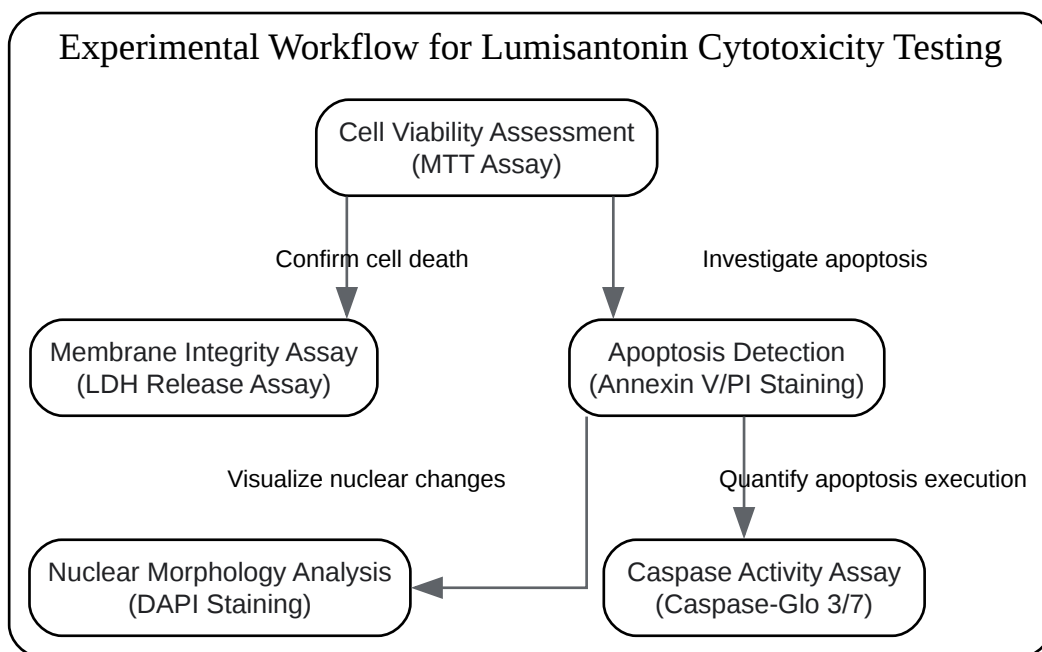 Experimental Workflow for Lumisantonin Cytotoxicity Testing
Cell Viability Assessment
(MTT Assay)
Confirm cell death
Investigate apoptosis
Membrane Integrity Assay
(LDH Release Assay)
Apoptosis Detection
(Annexin V/PI Staining)
Visualize nuclear changes
Quantify apoptosis execution
Nuclear Morphology Analysis
(DAPI Staining)
Caspase Activity Assay
(Caspase-Glo 3/7)